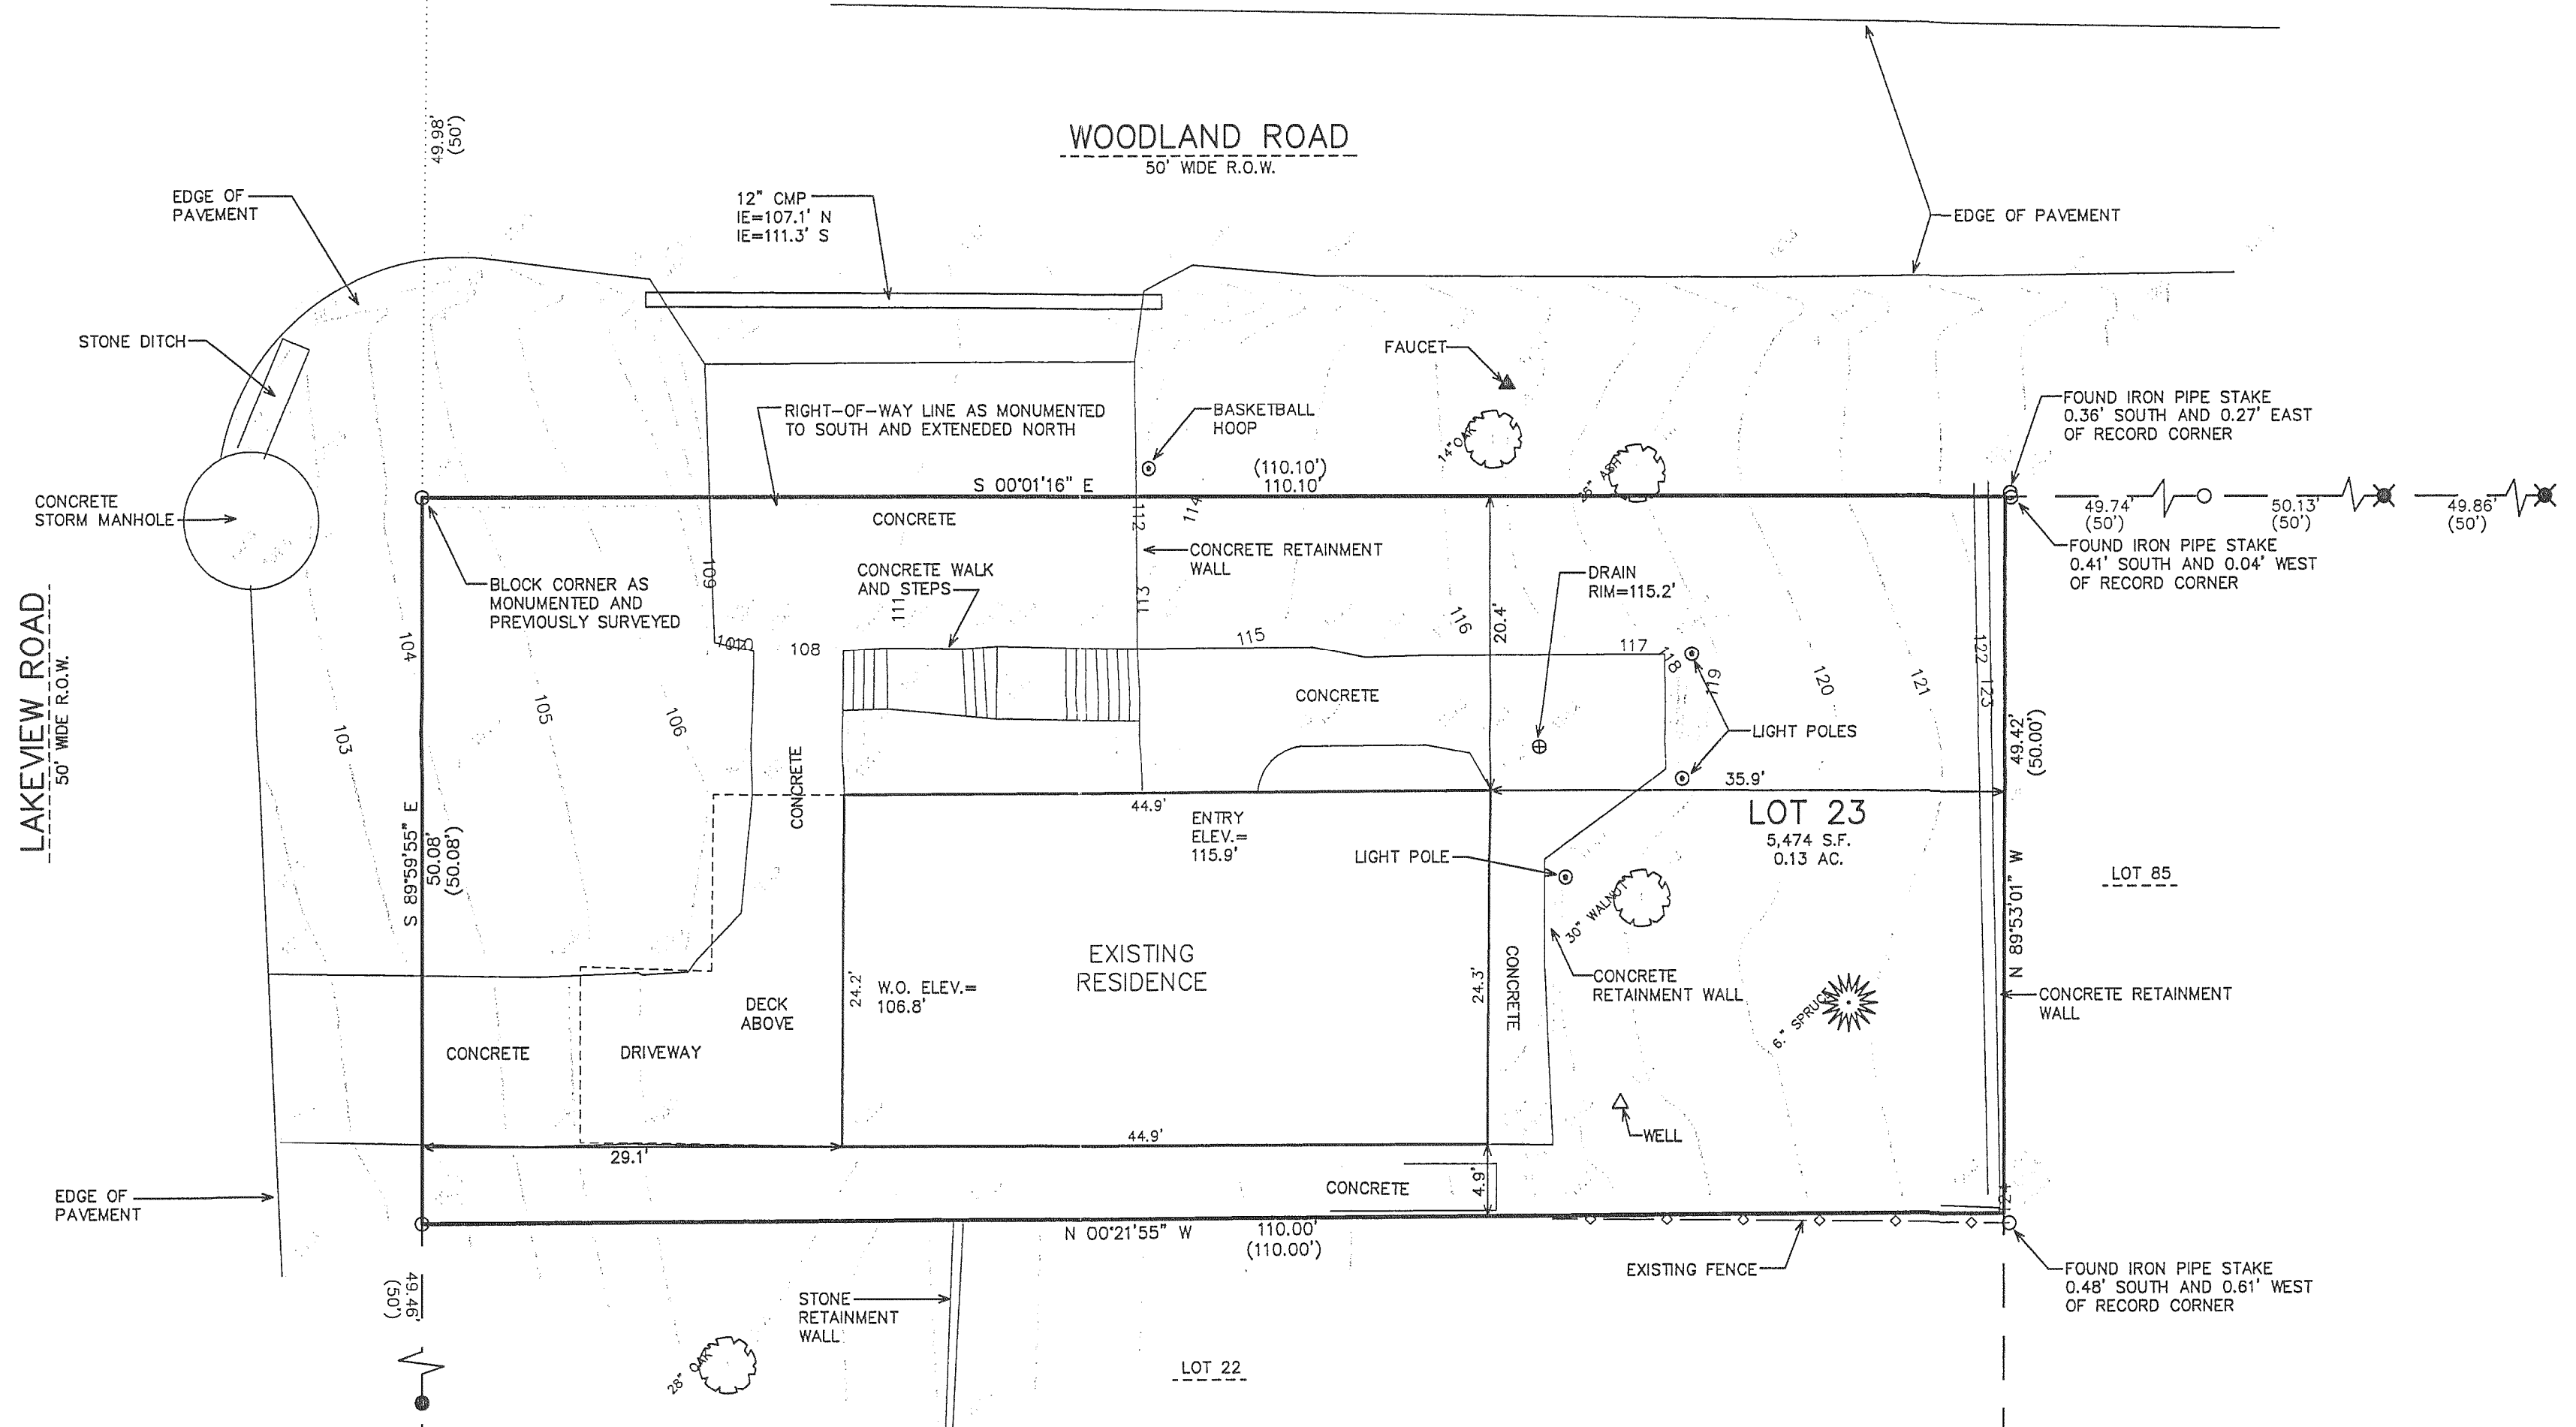 49.98'
(50')
WOODLAND ROAD
50' WIDE R.O.W.
EDGE OF
PAVEMENT
12" CMP
IE=107.1' N
IE=111.3' S
EDGE OF PAVEMENT
STONE DITCH
FAUCET
RIGHT-OF-WAY LINE AS MONUMENTED
TO SOUTH AND EXTENEDED NORTH
BASKETBALL
HOOP
14" OAK
FOUND IRON PIPE STAKE
0.36' SOUTH AND 0.27' EAST
OF RECORD CORNER
(110.10')
S 00°01'16" E 110.10'
ASH
CONCRETE
STORM MANHOLE
CONCRETE
112
114
49.74'
(50')
50.13'
(50')
49.86'
(50')
CONCRETE RETAINMENT
WALL
FOUND IRON PIPE STAKE
0.41' SOUTH AND 0.04' WEST
OF RECORD CORNER
BLOCK CORNER AS
MONUMENTED AND
PREVIOUSLY SURVEYED
109
CONCRETE WALK
AND STEPS
111
113
DRAIN
RIM=115.2'
LAKEVIEW ROAD
50' WIDE R.O.W.
104
108
115
116
20.4'
117
118
119
120
121
122
123
103
105
106
CONCRETE
CONCRETE
LIGHT POLES
49.42'
(50.00')
35.9'
44.9'
LOT 23
5,474 S.F.
0.13 AC.
ENTRY
ELEV.=
115.9'
S 89°59'55" E
50.08'
(50.08')
LIGHT POLE
30" WALNUT
LOT 85
N 89°53'01" W
EXISTING
RESIDENCE
24.2'
W.O. ELEV.=
106.8'
24.3'
CONCRETE
CONCRETE
RETAINMENT WALL
6." SPRUCE
CONCRETE RETAINMENT
WALL
DECK
ABOVE
CONCRETE
DRIVEWAY
WELL
44.9'
29.1'
EDGE OF
PAVEMENT
CONCRETE
4.9'
N 00°21'55" W 110.00'
(110.00')
EXISTING FENCE
FOUND IRON PIPE STAKE
0.48' SOUTH AND 0.61' WEST
OF RECORD CORNER
49.46'
(50')
STONE
RETAINMENT
WALL
28" OAK
LOT 22